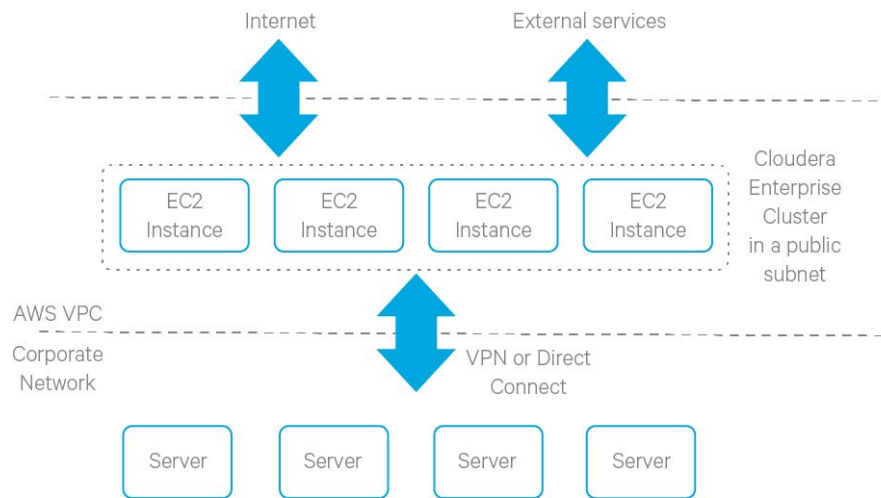 Internet
External services
Cloudera
Enterprise
Cluster
in a public
subnet
EC2
Instance
EC2
Instance
EC2
Instance
EC2
Instance
AWS VPC
Corporate
Network
VPN or Direct
Connect
Server
Server
Server
Server